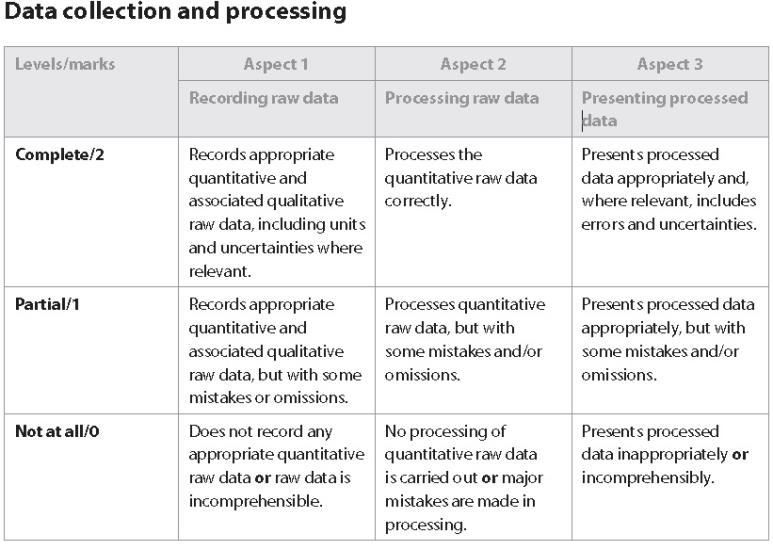 Data collection and processing
Levels/marks
Aspect 1
Aspect 2
Aspect 3
Recording raw data
Processing raw data
Presenting processed
data
Complete/2
Records appropriate
quantitative and
associated qualitative
raw data, including units
and uncertainties where
relevant.
Processes the
quantitative raw data
correctly.
Presents processed
data appropriately and,
where relevant, includes
errors and uncertainties.
Partial/1
Records appropriate
quantitative and
associated qualitative
raw data, but with some
mistakes or omissions.
Processes quantitative
raw data, but with
some mistakes and/or
omissions.
Presents processed data
appropriately, but with
some mistakes and/or
omissions.
Not at all/0
Does not record any
appropriate quantitative
raw data or raw data is
incomprehensible.
No processing of
quantitative raw data
is carried out or major
mistakes are made in
processing.
Presents processed
data inappropriately or
incomprehensibly.